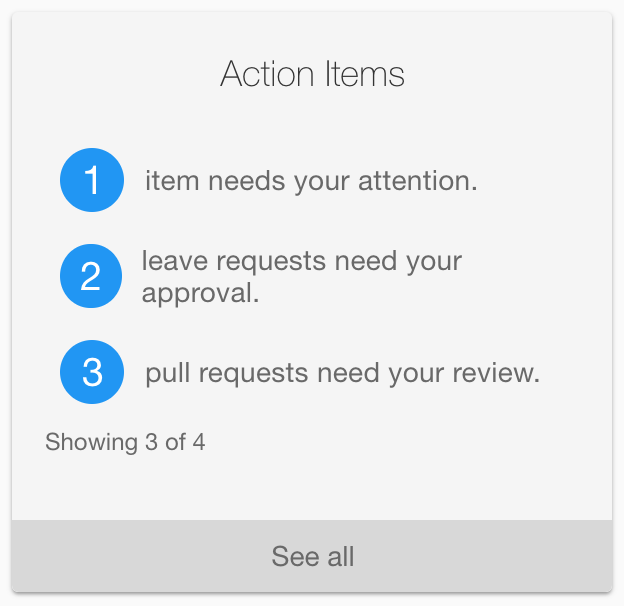 Action Items
1 item needs your attention.
2 leave requests need your
approval.
3 pull requests need your review.
Showing 3 of 4
See all